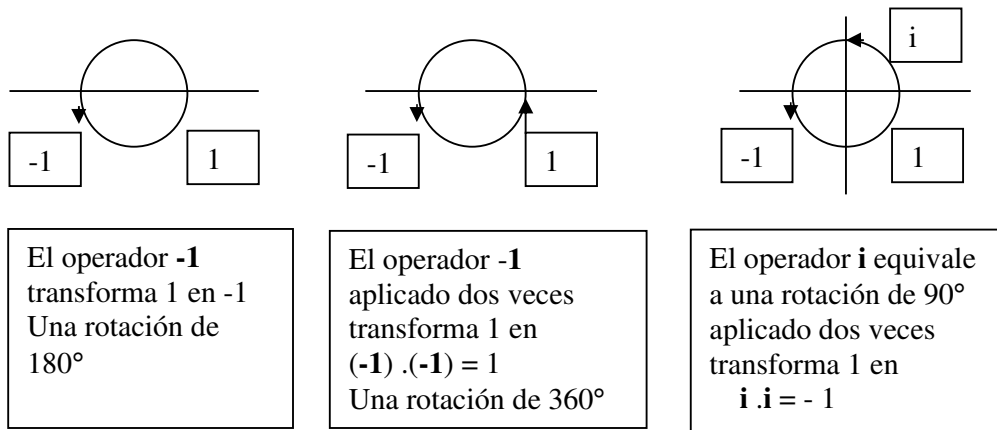 i
-1
1
-1
1
-1
1
El operador -1
transforma 1 en -1
Una rotación de
180°
El operador -1
aplicado dos veces
transforma 1 en
(-1) .(-1) = 1
Una rotación de 360°
El operador i equivale
a una rotación de 90°
aplicado dos veces
transforma 1 en
i .i = - 1